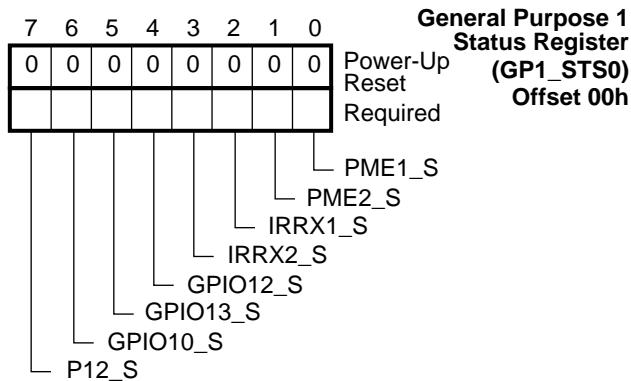 General Purpose 1
Status Register
(GP1_STS0)
Offset 00h
7 6 5 4 3 2 1 0
0 0 0 0 0 0 0 0 Power-Up
Reset
Required
PME1_S
PME2_S
IRRX1_S
IRRX2_S
GPIO12_S
GPIO13_S
GPIO10_S
P12_S